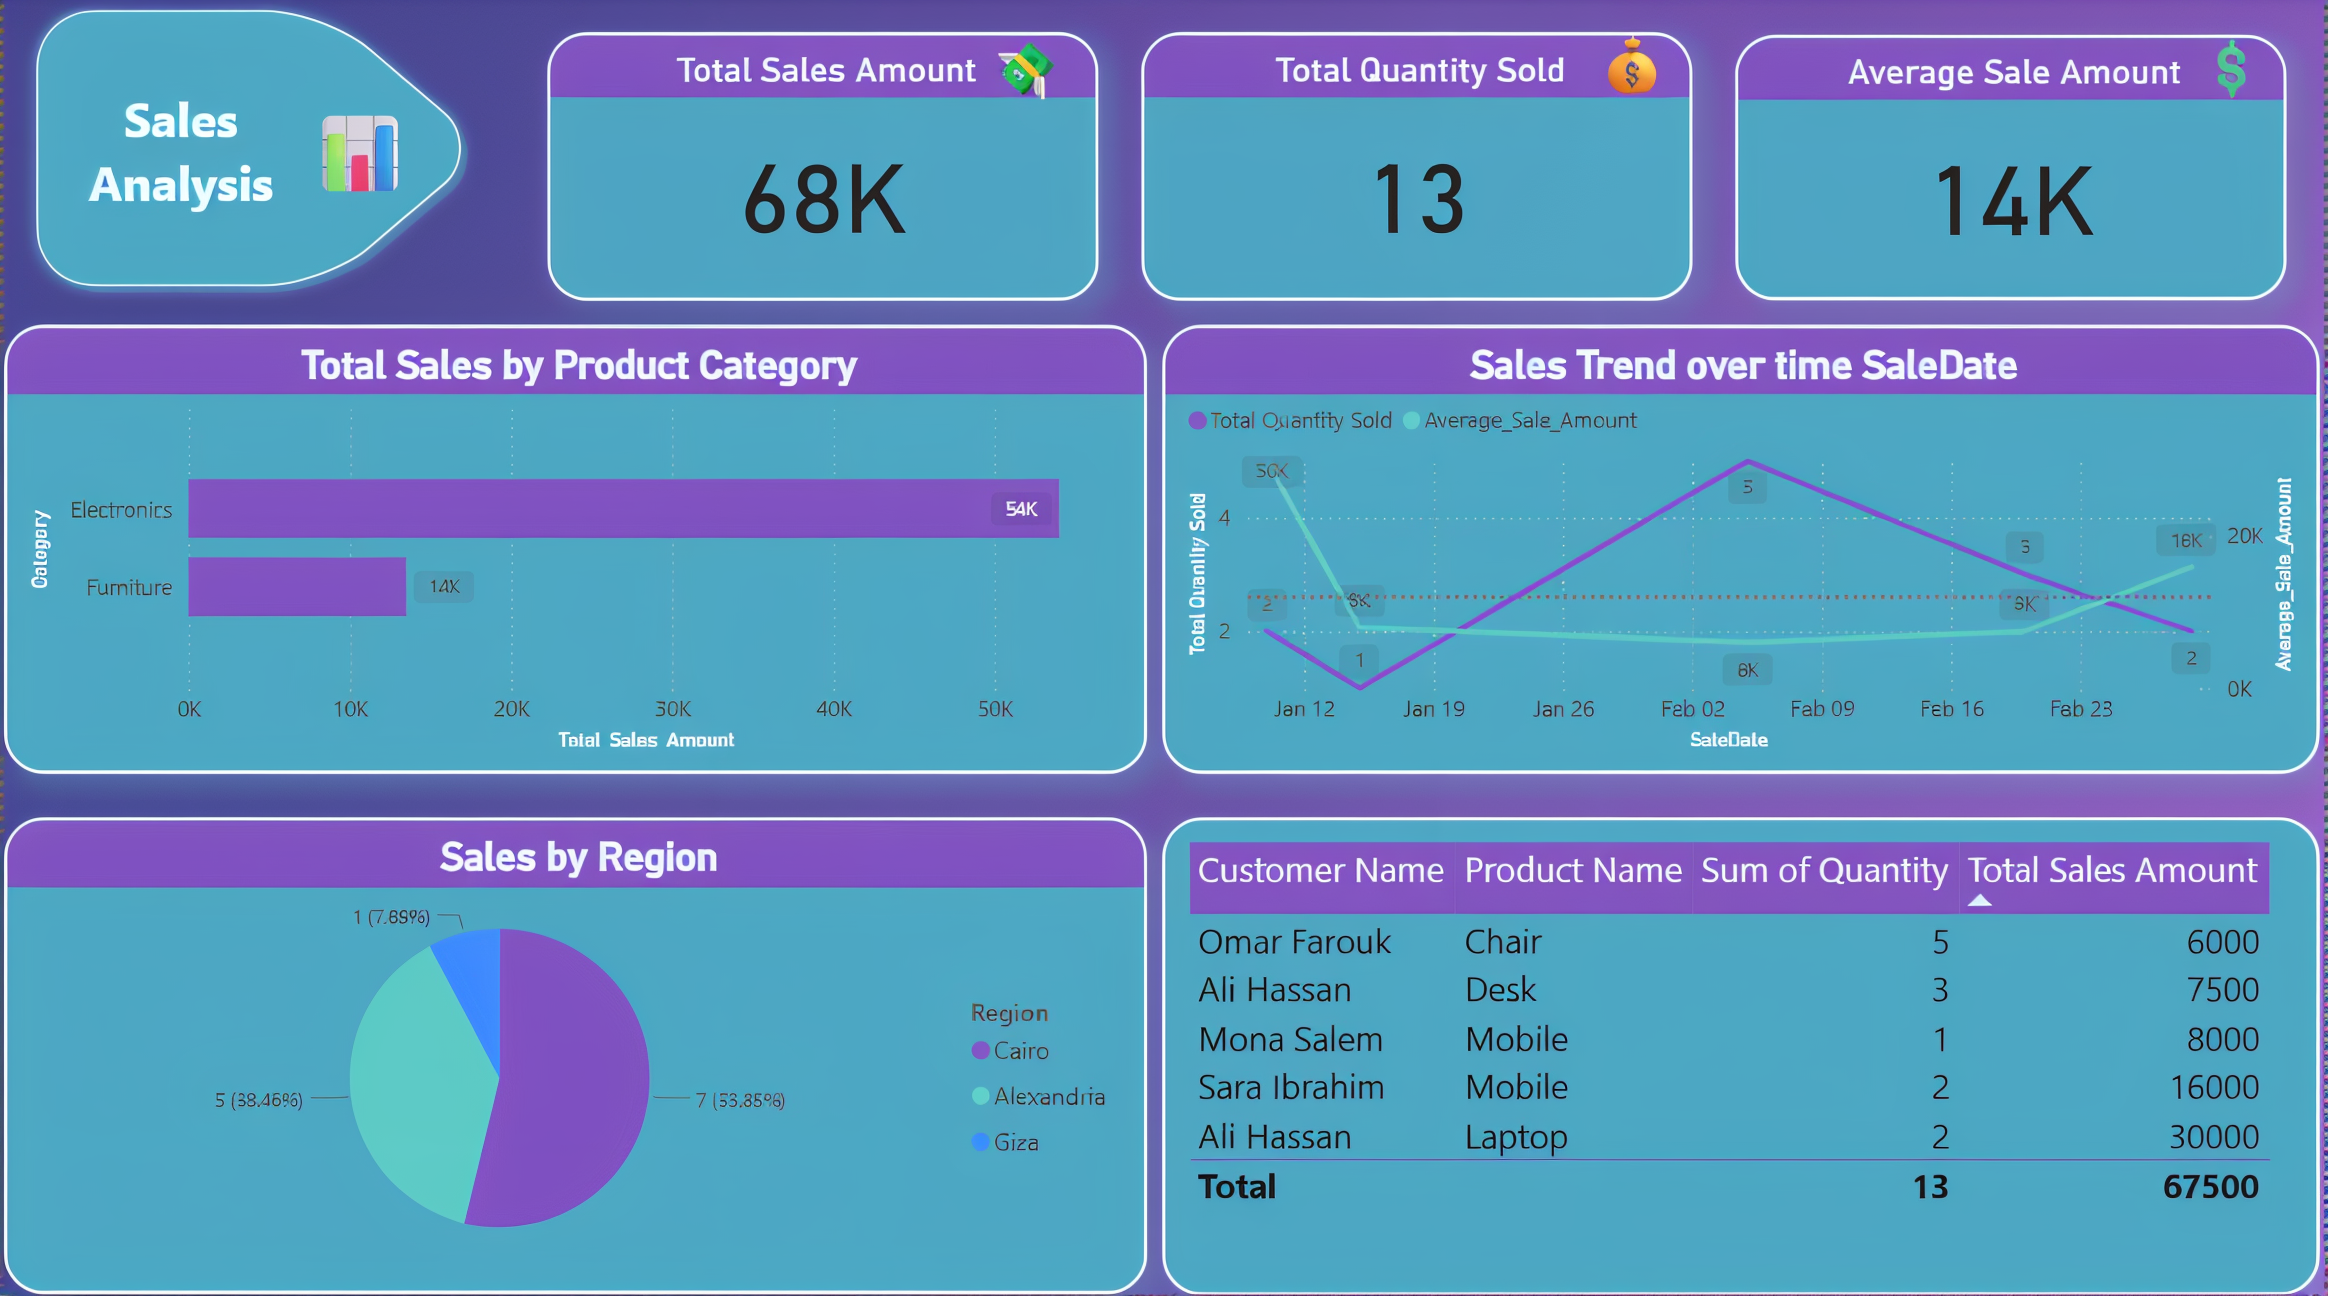 Sales
Analysis
Total Sales Amount
68K
Total Quantity Sold
13
Average Sale Amount
14K
Total Sales by Product Category
Category
Electronics
54K
Furniture
14K
0K 10K 20K 30K 40K 50K
Total Sales Amount
Sales Trend over time SaleDate
Total Quantity Sold Average_Sale_Amount
Total Quantity Sold
4
2
30K
2
8K
1
5
6K
3
8K
16K
2
20K
0K
Average_Sale_Amount
Jan 12 Jan 19 Jan 26 Feb 02 Feb 09 Feb 16 Feb 23
SaleDate
Sales by Region
1 (7.69%)
5 (38.46%)
7 (53.85%)
Region
Cairo
Alexandria
Giza
Customer Name Product Name Sum of Quantity Total Sales Amount
Omar Farouk Chair 5 6000
Ali Hassan Desk 3 7500
Mona Salem Mobile 1 8000
Sara Ibrahim Mobile 2 16000
Ali Hassan Laptop 2 30000
Total 13 67500